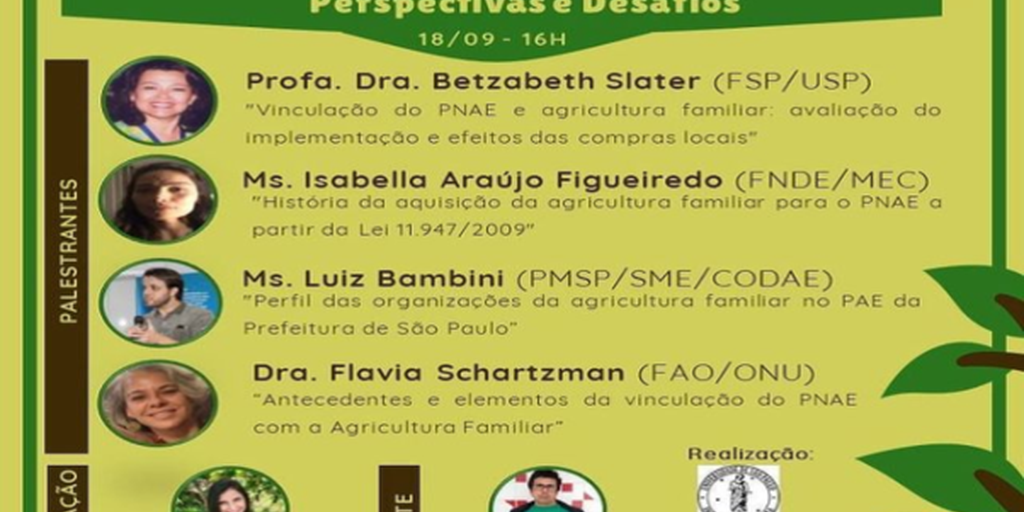 Perspectivas e Desafios
18/09 - 16H
PALESTRANTES
Profa. Dra. Betzabeth Slater (FSP/USP)
"Vinculação do PNAE e agricultura familiar: avaliação do
implementação e efeitos das compras locais"
Ms. Isabella Araújo Figueiredo (FNDE/MEC)
"História da aquisição da agricultura familiar para o PNAE a
partir da Lei 11.947/2009"
Ms. Luiz Bambini (PMSP/SME/CODAE)
"Perfil das organizações da agricultura familiar no PAE da
Prefeitura de São Paulo"
Dra. Flavia Schartzman (FAO/ONU)
"Antecedentes e elementos da vinculação do PNAE
com a Agricultura Familiar"
Realização: